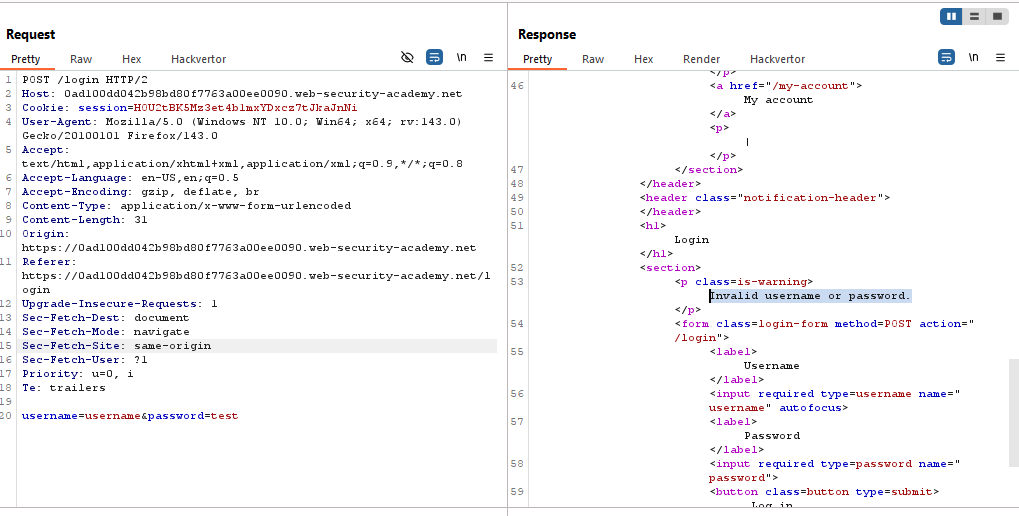 Request
Pretty Raw Hex Hackvertor \n
1 POST /login HTTP/2
2 Host: 0ad100dd042b98bd80f7763a00ee0090.web-security-academy.net
3 Cookie: session=HOU2tBK5Mz3et4blmxYDxcz7tJkaJnNi
4 User-Agent: Mozilla/5.0 (Windows NT 10.0; Win64; x64; rv:143.0)
Gecko/20100101 Firefox/143.0
5 Accept:
text/html,application/xhtml+xml,application/xml;q=0.9,*/*;q=0.8
6 Accept-Language: en-US,en;q=0.5
7 Accept-Encoding: gzip, deflate, br
8 Content-Type: application/x-www-form-urlencoded
9 Content-Length: 31
10 Origin:
https://0ad100dd042b98bd80f7763a00ee0090.web-security-academy.net
11 Referer:
https://0ad100dd042b98bd80f7763a00ee0090.web-security-academy.net/l
ogin
12 Upgrade-Insecure-Requests: 1
13 Sec-Fetch-Dest: document
14 Sec-Fetch-Mode: navigate
15 Sec-Fetch-Site: same-origin
16 Sec-Fetch-User: ?1
17 Priority: u=0, i
18 Te: trailers
19
20 username=username&password=test
Response
Pretty Raw Hex Render Hackvertor \n
</p>
46 <a href="/my-account">
My account
</a>
<p>
|
</p>
47 </section>
48 </header>
49 <header class="notification-header">
50 </header>
51 <h1>
Login
</h1>
52 <section>
53 <p class=is-warning>
Invalid username or password.
</p>
54 <form class=login-form method=POST action="
/login">
55 <label>
Username
</label>
56 <input required type=username name="
username" autofocus>
57 <label>
Password
</label>
58 <input required type=password name="
password">
59 <button class=button type=submit>
Log in